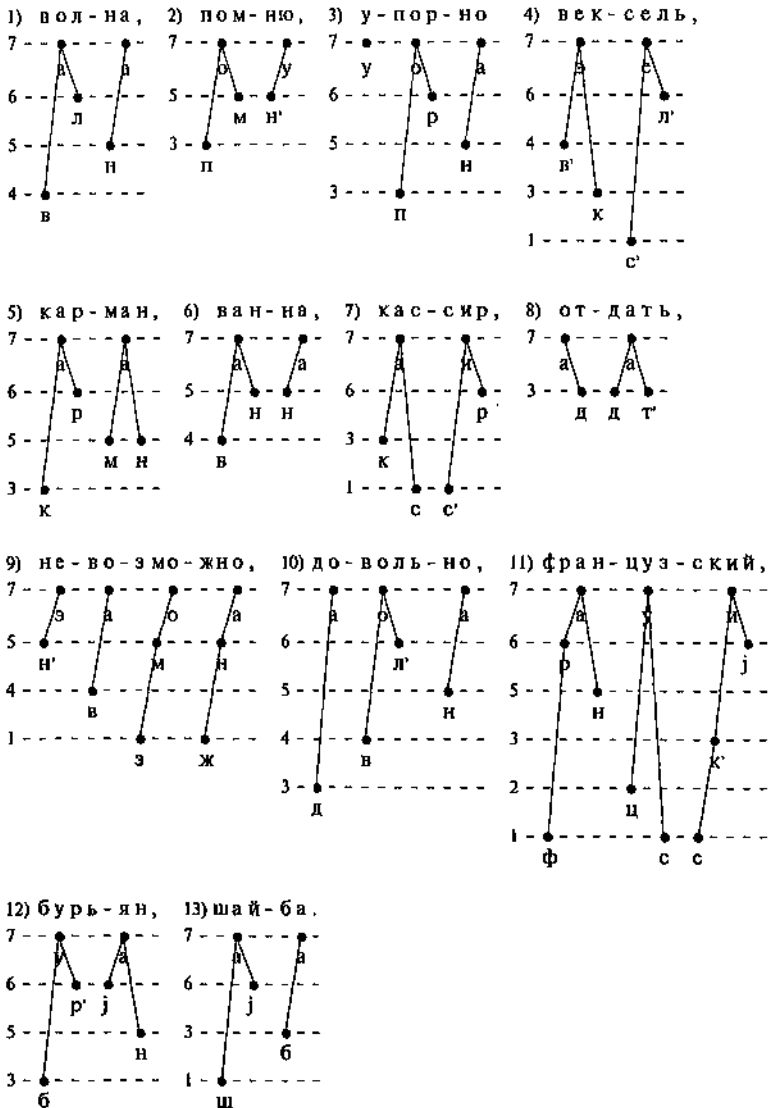 1) вол-на,
7
а а
6
л
5
н
4
в
2) пом-ню,
7
о у
5
м н'
3
п
3) у-пор-но
7
у о а
6
р
5
н
3
п
4) век-сель,
7
э е
6
л'
4
в'
3
к
1
с'
5) кар-ман,
7
а а
6
р
5
м н
3
к
6) ван-на,
7
а а
5
н н
4
в
7) кас-сир,
7
а и
6
р
3
к
1
с с'
8) от-дать,
7
а а
3
д д т'
9) не-во-змо-жно,
7
э а о а
5
н' м н
4
в
1
з ж
10) до-воль-но,
7
а о а
6
л'
5
н
4
в
3
д
11) фран-цуз-ский,
7
а у и
6
р j
5
н
3
к'
2
ц
1
ф с с
12) бурь-ян,
7
у а
6
р' j
5
н
3
б
13) шай-ба.
7
а а
6
j
3
б
1
ш